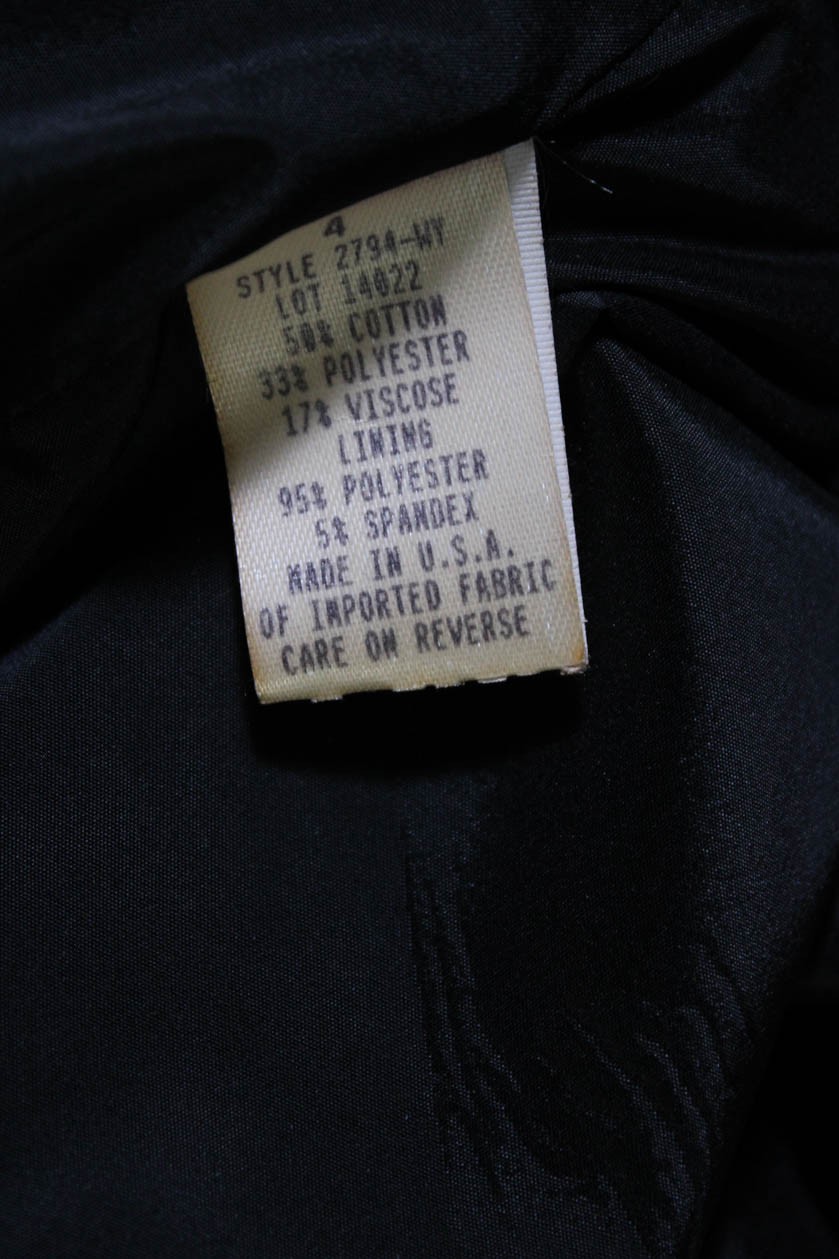 4
STYLE 2794-WY
LOT 14022
50% COTTON
33% POLYESTER
17% VISCOSE
LINING
95% POLYESTER
5% SPANDEX
MADE IN U.S.A.
OF IMPORTED FABRIC
CARE ON REVERSE